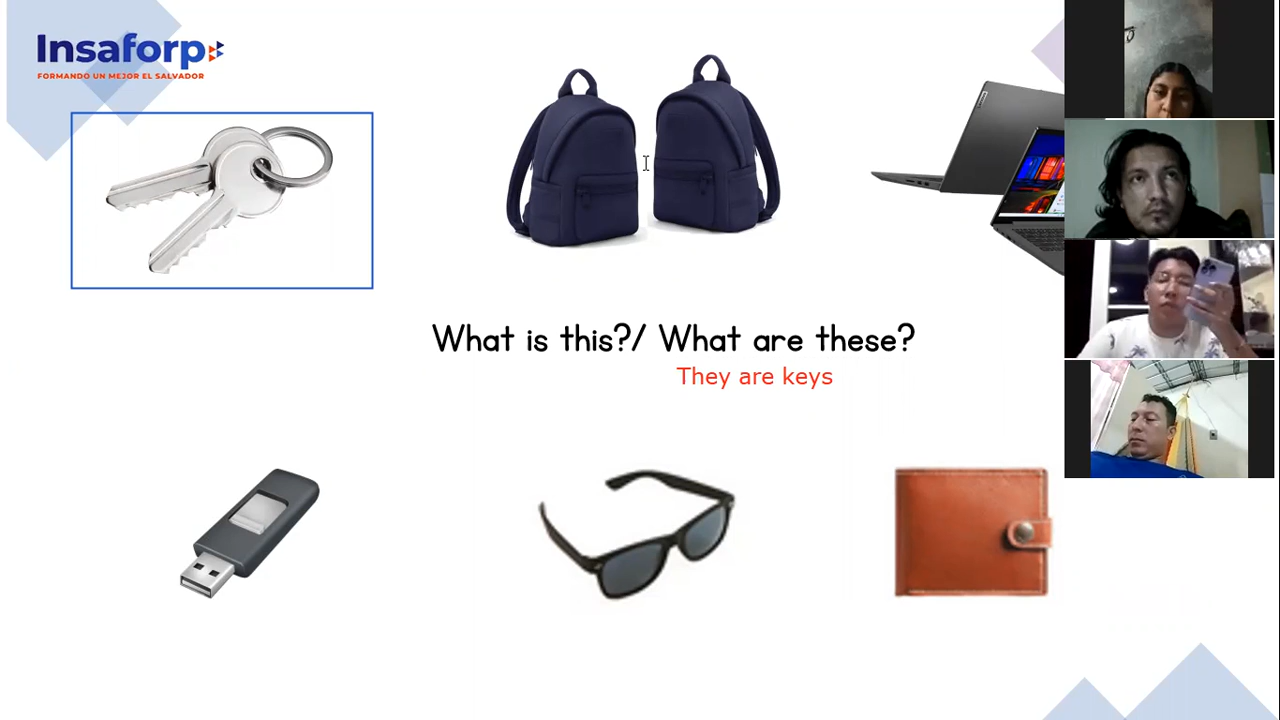 Insaforp
FORMANDO UN MEJOR EL SALVADOR
What is this?/ What are these?
They are keys